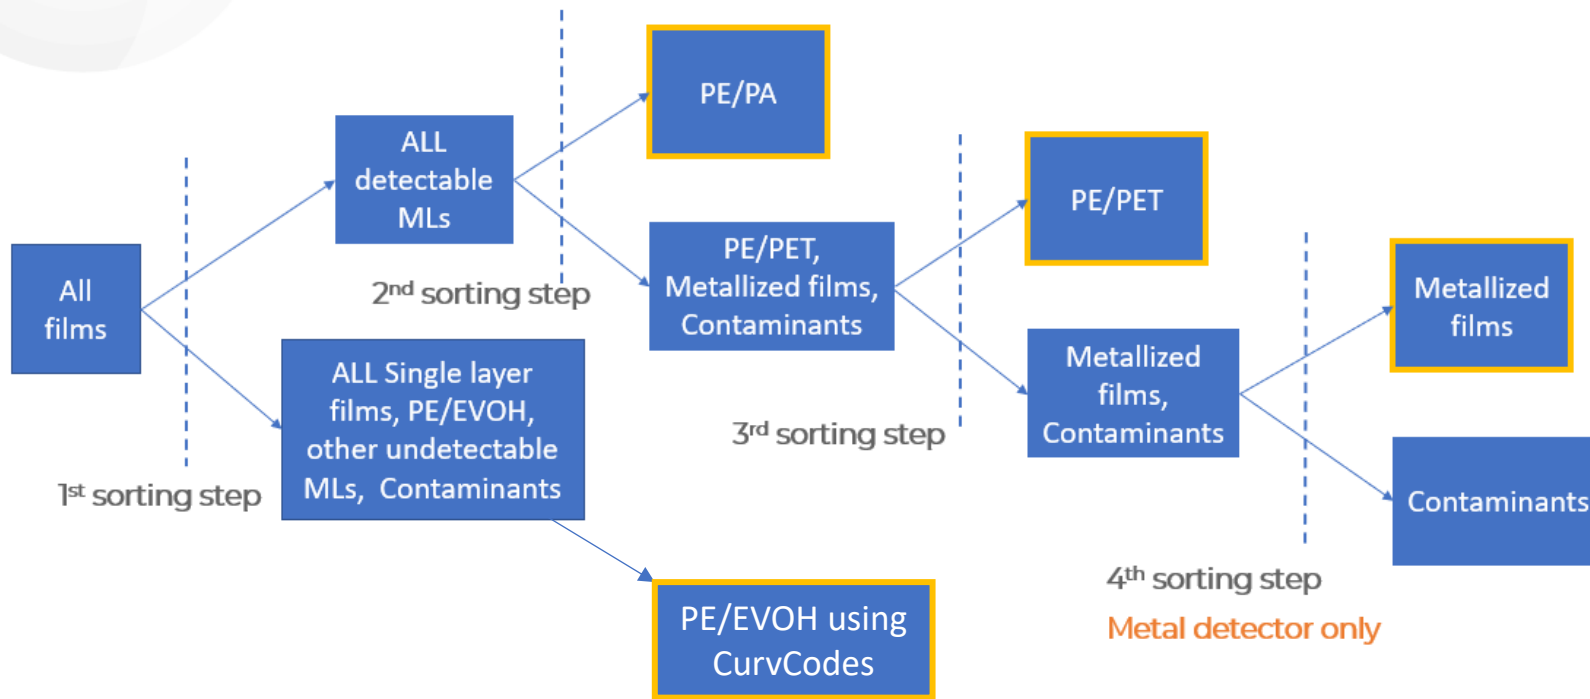 All
films
1st sorting step
ALL
detectable
MLs
ALL Single layer
films, PE/EVOH,
other undetectable
MLs, Contaminants
2nd sorting step
PE/PA
PE/PET,
Metallized films,
Contaminants
PE/EVOH using
CurvCodes
3rd sorting step
PE/PET
Metallized
films,
Contaminants
4th sorting step
Metal detector only
Metallized
films
Contaminants